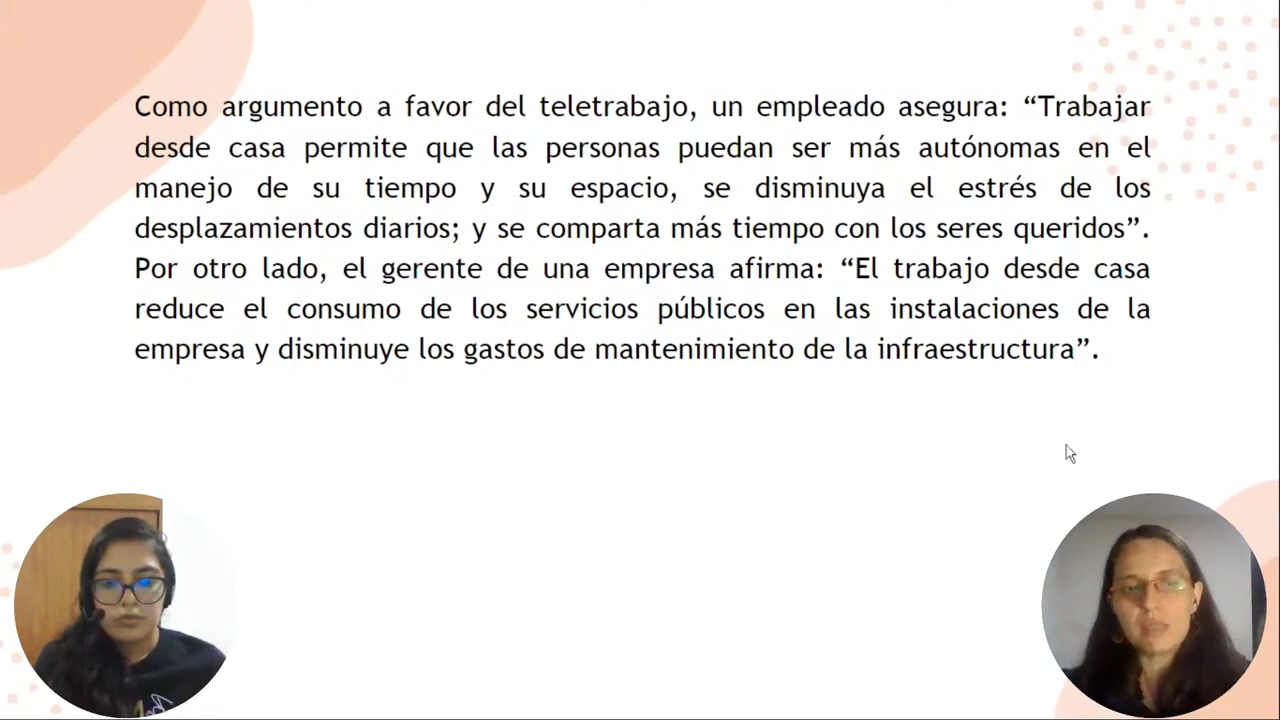 Como argumento a favor del teletrabajo, un empleado asegura: “Trabajar
desde casa permite que las personas puedan ser más autónomas en el
manejo de su tiempo y su espacio, se disminuya el estrés de los
desplazamientos diarios; y se comparta más tiempo con los seres queridos”.
Por otro lado, el gerente de una empresa afirma: “El trabajo desde casa
reduce el consumo de los servicios públicos en las instalaciones de la
empresa y disminuye los gastos de mantenimiento de la infraestructura”.